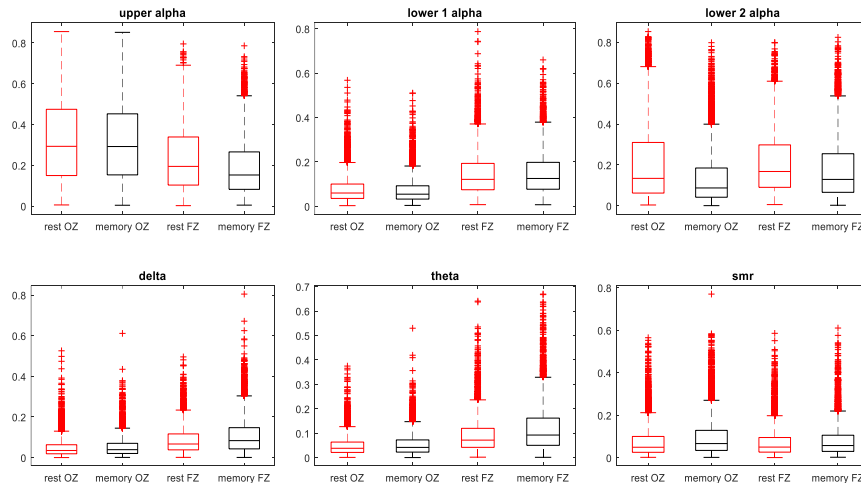 upper alpha
lower 1 alpha
lower 2 alpha
0.8
0.6
0.4
0.2
0
rest OZ
memory OZ
rest FZ
memory FZ
0.8
0.6
0.4
0.2
0
rest OZ
memory OZ
rest FZ
memory FZ
0.8
0.6
0.4
0.2
0
rest OZ
memory OZ
rest FZ
memory FZ
delta
theta
smr
0.8
0.6
0.4
0.2
0
rest OZ
memory OZ
rest FZ
memory FZ
0.7
0.6
0.5
0.4
0.3
0.2
0.1
0
rest OZ
memory OZ
rest FZ
memory FZ
0.8
0.6
0.4
0.2
0
rest OZ
memory OZ
rest FZ
memory FZ